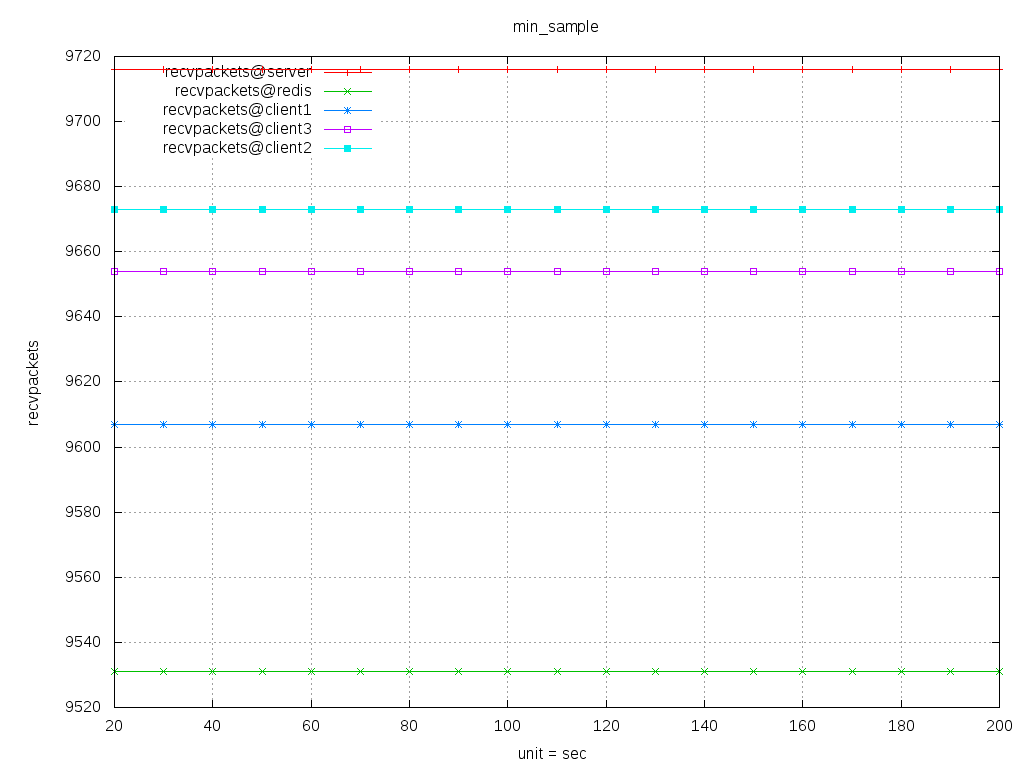 min_sample
9720
9700
9680
9660
9640
9620
9600
9580
9560
9540
9520
recvpackets
recvpackets@server
recvpackets@redis
recvpackets@client1
recvpackets@client3
recvpackets@client2
20 40 60 80 100 120 140 160 180 200
unit = sec